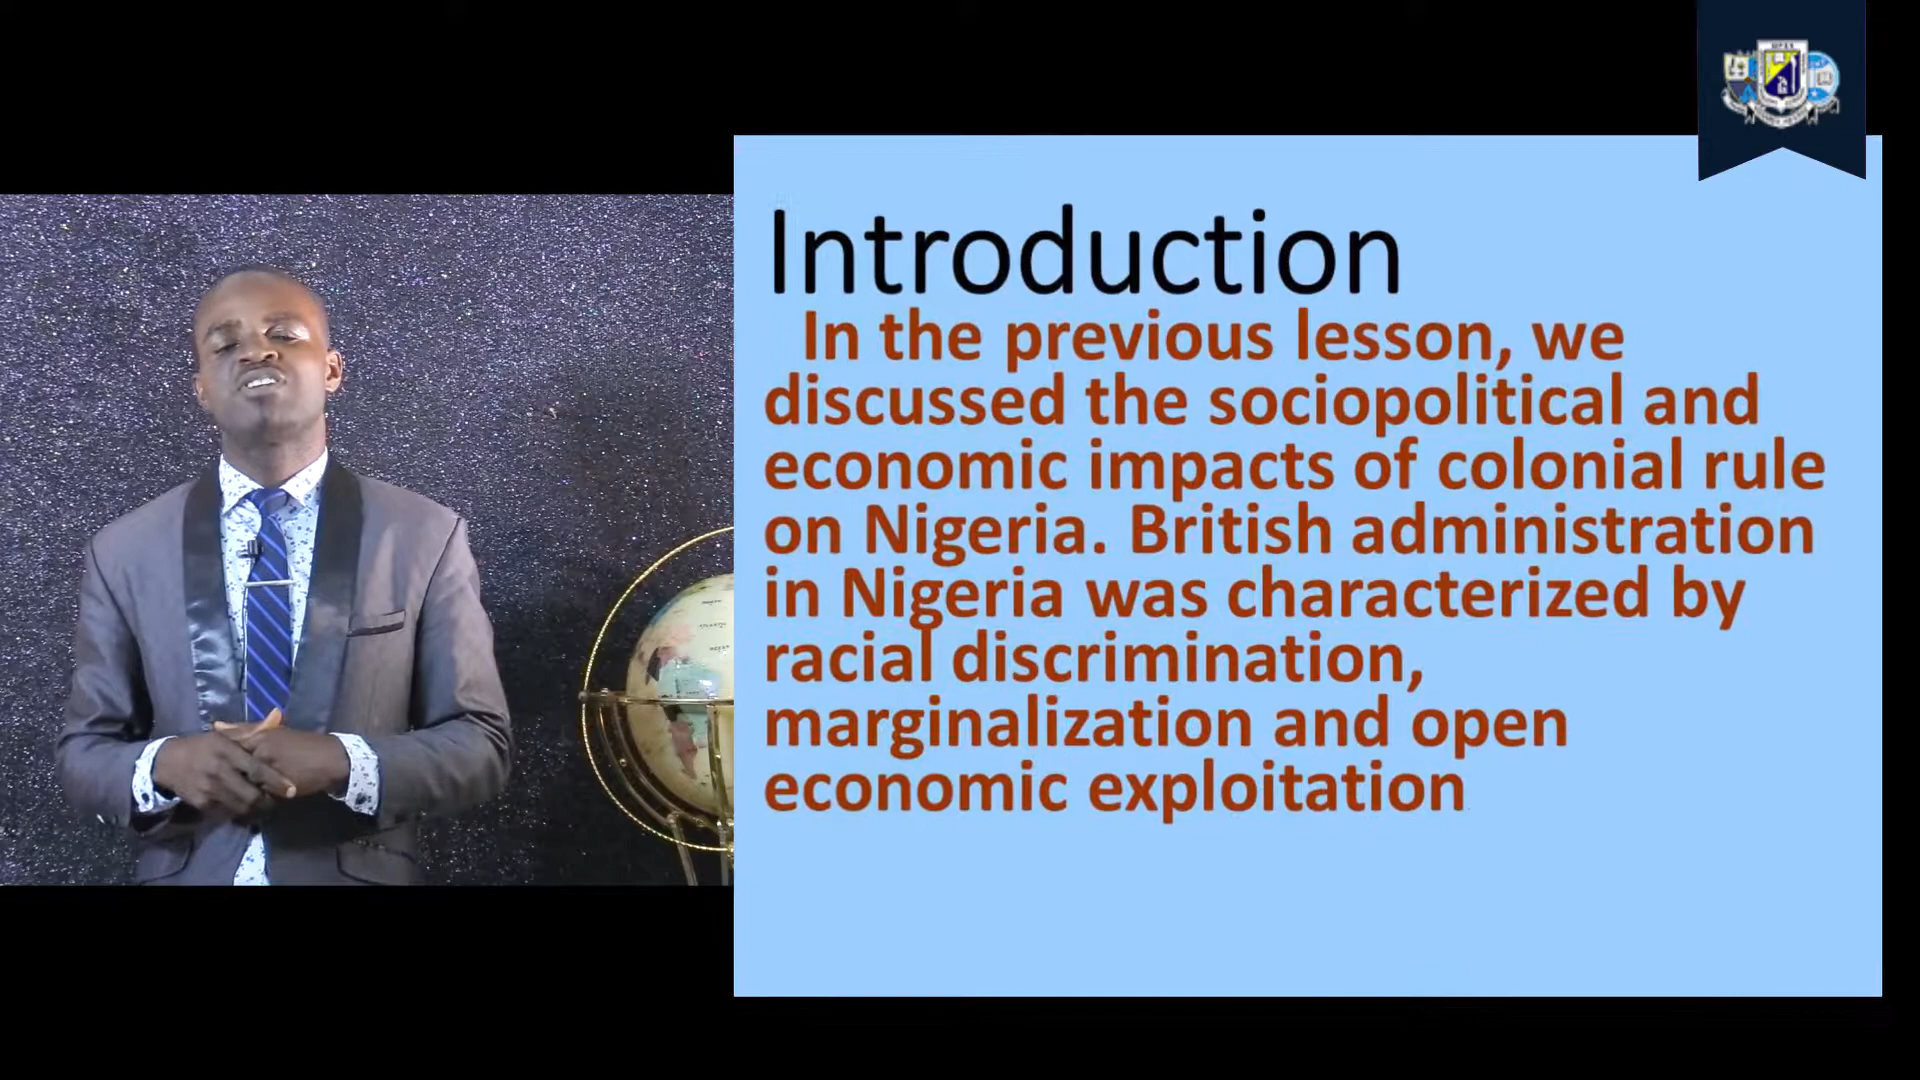 Introduction
In the previous lesson, we
discussed the sociopolitical and
economic impacts of colonial rule
on Nigeria. British administration
in Nigeria was characterized by
racial discrimination,
marginalization and open
economic exploitation